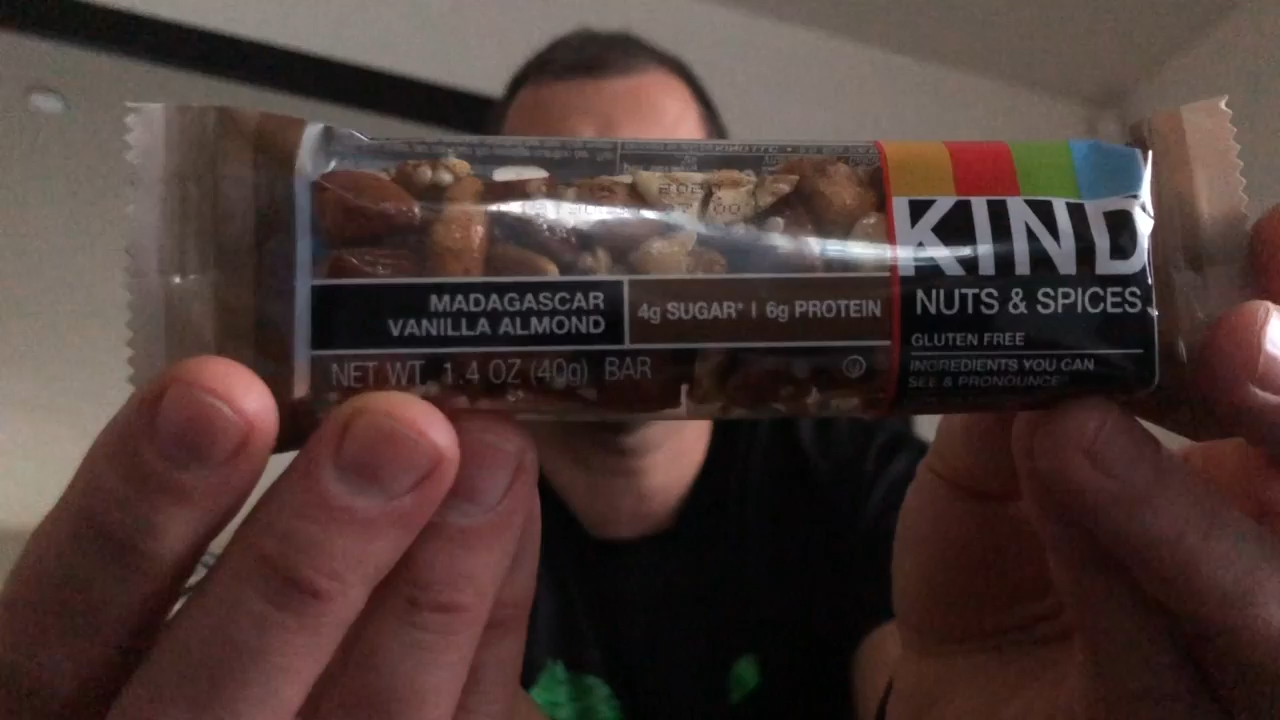 KIND
NUTS & SPICES
GLUTEN FREE
INGREDIENTS YOU CAN
SEE & PRONOUNCE
MADAGASCAR
VANILLA ALMOND
4g SUGAR* | 6g PROTEIN
NET WT. 1.4 OZ (40g) BAR